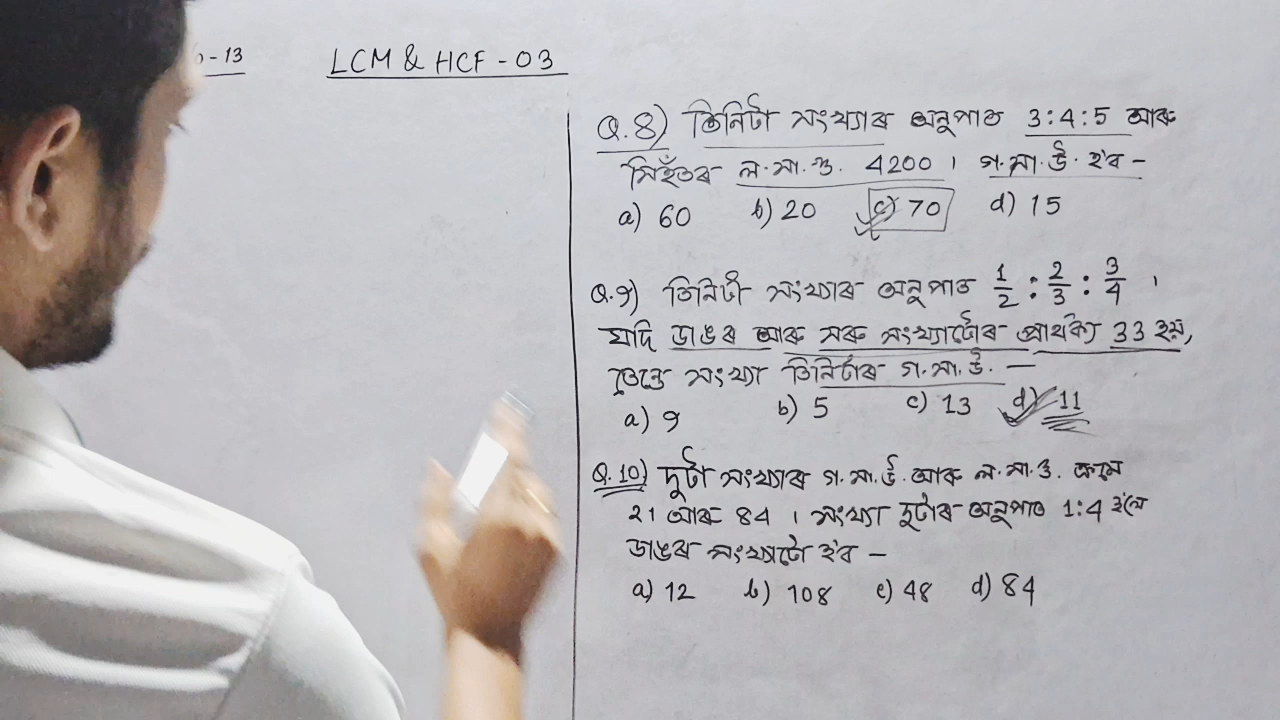 -13
LCM & HCF - 03
Q.8) তিনিটা সংখ্যাৰ অনুপাত 3:4:5 আৰু
সিহঁতৰ ল.সা.গু. 4200। গ.সা.উ. হ'ব -
a) 60 b) 20 c) 70 d) 15
Q.9) তিনিটা সংখ্যাৰ অনুপাত 1/2 : 2/3 : 3/4 ।
যদি ডাঙৰ আৰু সৰু সংখ্যাটোৰ পাৰ্থক্য 33 হয়,
তেন্তে সংখ্যা তিনিটাৰ গ.সা.উ. —
a) 9 b) 5 c) 13 d) 11
Q.10) দুটা সংখ্যাৰ গ.সা.উ. আৰু ল.সা.গু. ক্ৰমে
21 আৰু 84 । সংখ্যা দুটাৰ অনুপাত 1:4 হ'লে
ডাঙৰ সংখ্যাটো হ'ব -
a) 12 b) 108 c) 48 d) 84